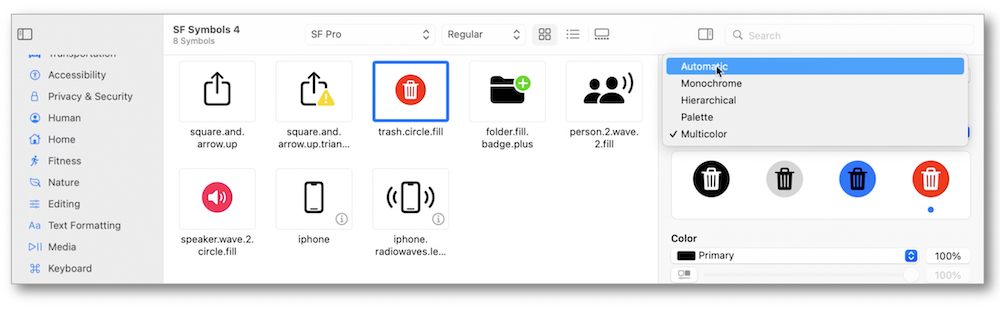 SF Symbols 4
8 Symbols
SF Pro
Regular
Search
Transportation
Accessibility
Privacy & Security
Human
Home
Fitness
Nature
Editing
Aa Text Formatting
Media
Keyboard
square.and.
arrow.up
square.and.
arrow.up.trian...
trash.circle.fill
folder.fill.
badge.plus
person.2.wave.
2.fill
speaker.wave.2.
circle.fill
iphone
iphone.
radiowaves.le...
Automatic
Monochrome
Hierarchical
Palette
✓ Multicolor
Color
Primary
100%
100%